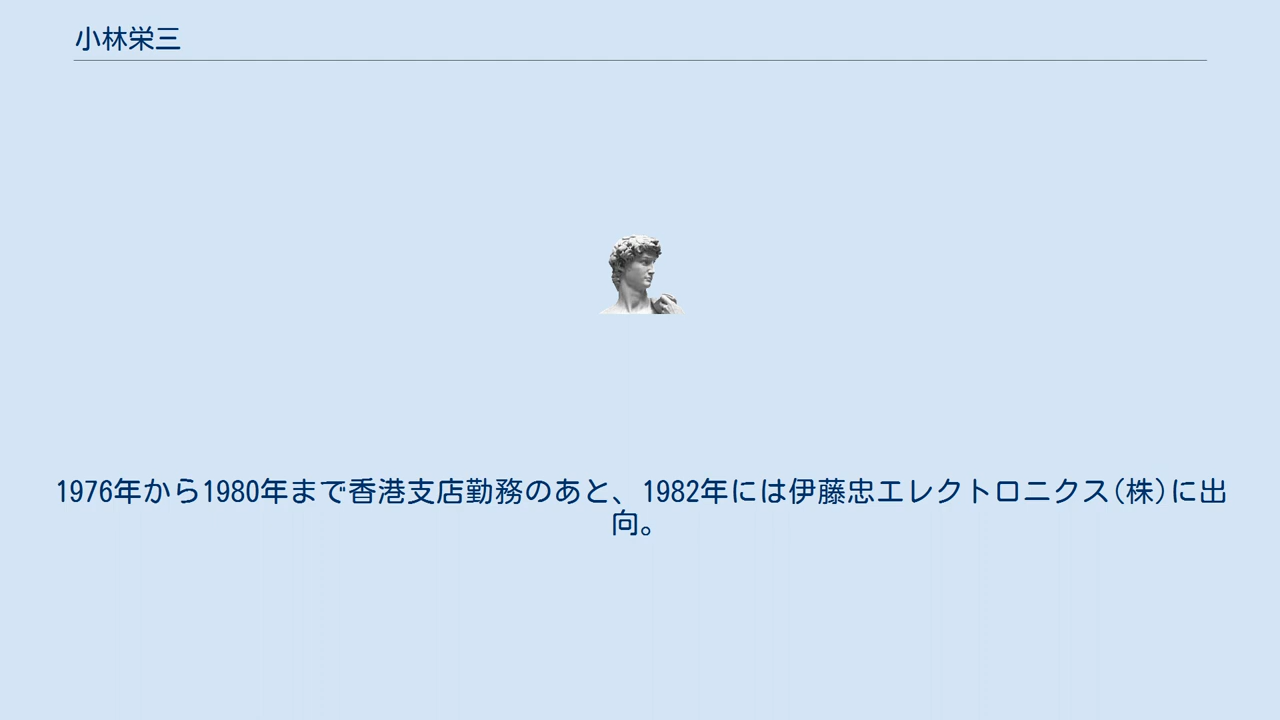 小林栄三
1976年から1980年まで香港支店勤務のあと、1982年には伊藤忠エレクトロニクス(株)に出
向。